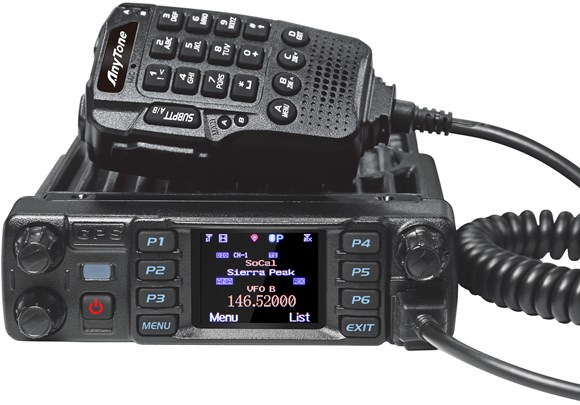 AnyTone
1
2 ABC
3 DEF
A MENU
4 GHI
5 JKL
6 MNO
B
7 PQRS
8 TUV
9 WXYZ
C
*
0 +
#
D EXIT
SUBPTT A/B
A B
GPS
P1
P2
P3
MENU
P
CH-1
SoCal
Sierra Peak
VFO B
146.52000
Menu List
P4
P5
P6
EXIT